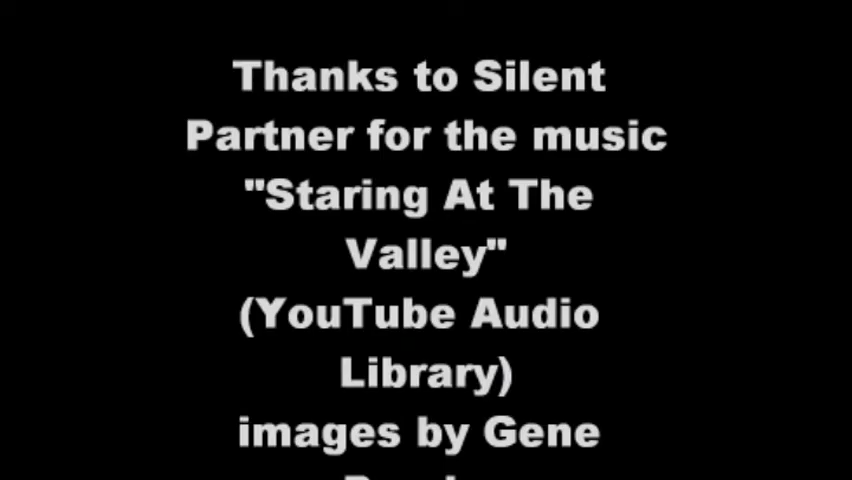 Thanks to Silent
Partner for the music
"Staring At The
Valley"
(YouTube Audio
Library)
images by Gene